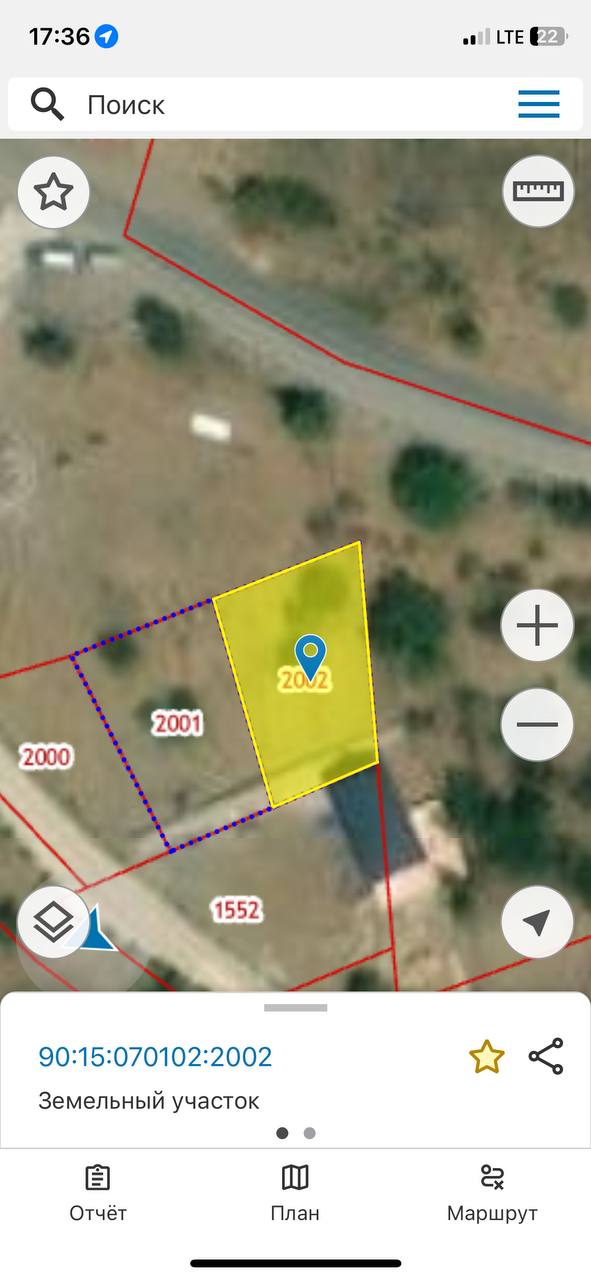 17:36
LTE 22
Поиск
2002
2001
2000
1552
90:15:070102:2002
Земельный участок
Отчёт
План
Маршрут